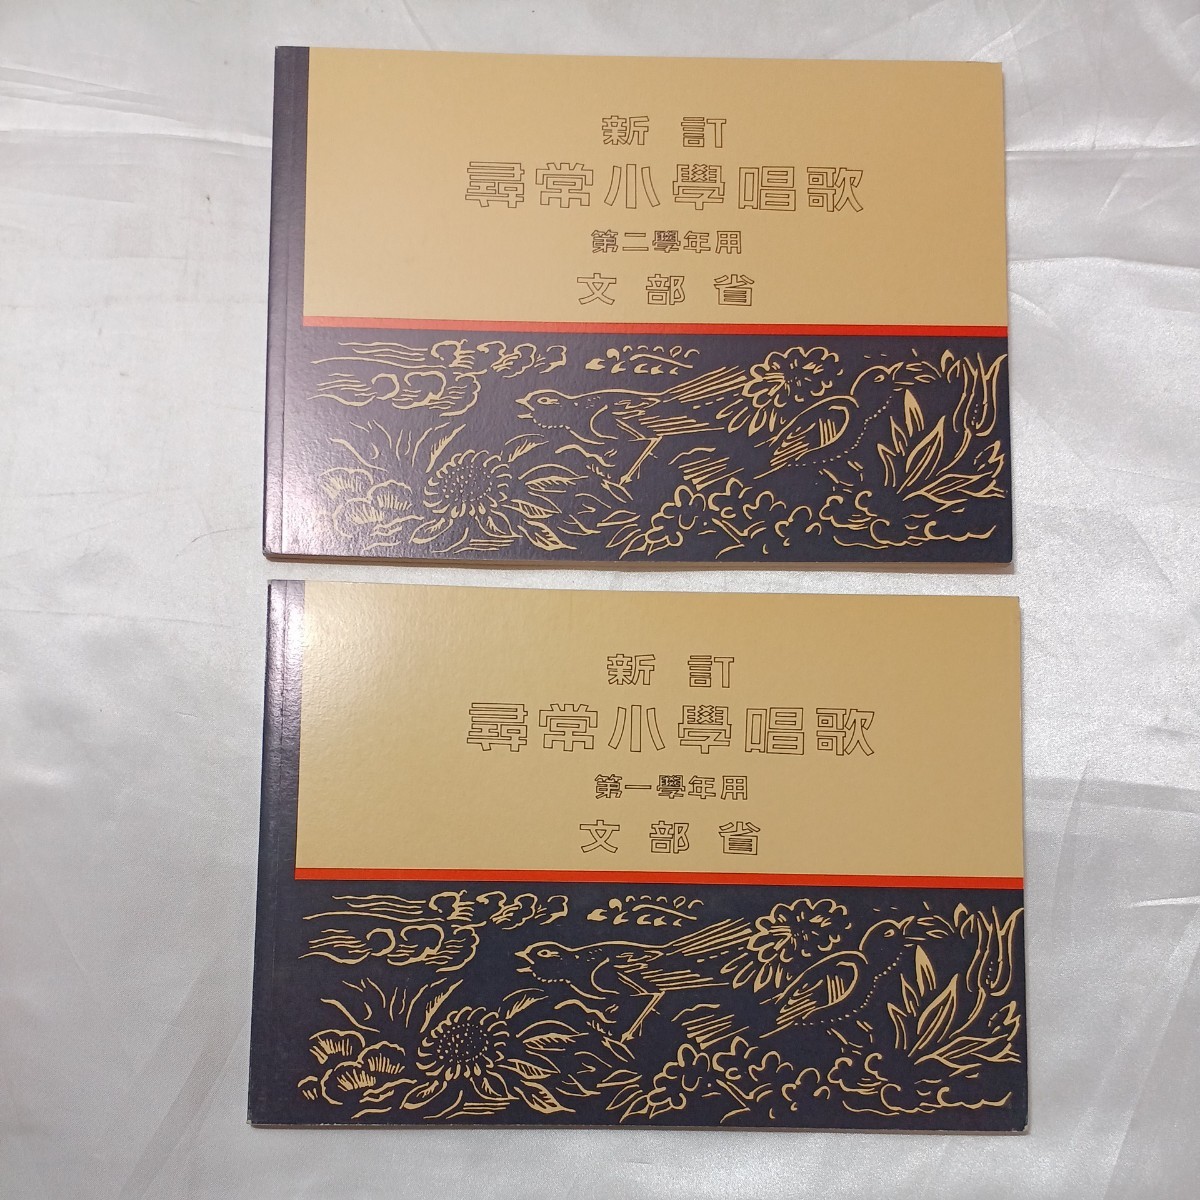 新訂
尋常小學唱歌
第二學年用
文部省
新訂
尋常小學唱歌
第一學年用
文部省